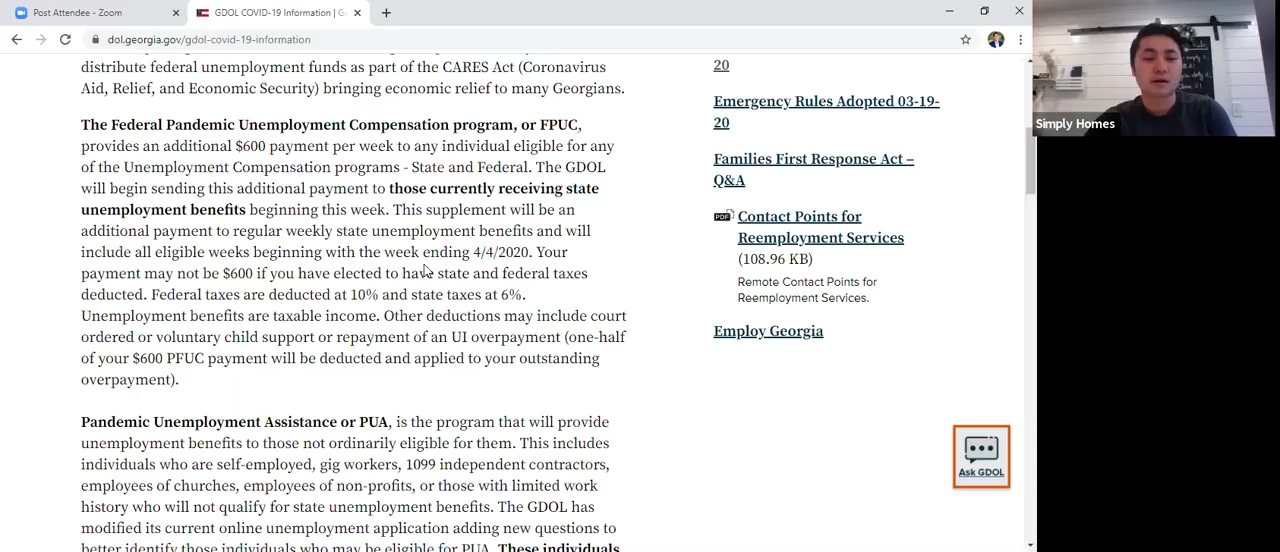 Post Attendee - Zoom
GDOL COVID-19 Information | G
dol.georgia.gov/gdol-covid-19-information
distribute federal unemployment funds as part of the CARES Act (Coronavirus
Aid, Relief, and Economic Security) bringing economic relief to many Georgians.
The Federal Pandemic Unemployment Compensation program, or FPUC,
provides an additional $600 payment per week to any individual eligible for any
of the Unemployment Compensation programs - State and Federal. The GDOL
will begin sending this additional payment to those currently receiving state
unemployment benefits beginning this week. This supplement will be an
additional payment to regular weekly state unemployment benefits and will
include all eligible weeks beginning with the week ending 4/4/2020. Your
payment may not be $600 if you have elected to have state and federal taxes
deducted. Federal taxes are deducted at 10% and state taxes at 6%.
Unemployment benefits are taxable income. Other deductions may include court
ordered or voluntary child support or repayment of an UI overpayment (one-half
of your $600 PFUC payment will be deducted and applied to your outstanding
overpayment).
Pandemic Unemployment Assistance or PUA, is the program that will provide
unemployment benefits to those not ordinarily eligible for them. This includes
individuals who are self-employed, gig workers, 1099 independent contractors,
employees of churches, employees of non-profits, or those with limited work
history who will not qualify for state unemployment benefits. The GDOL has
modified its current online unemployment application adding new questions to
better identify those individuals who may be eligible for PUA. These individuals
20
Emergency Rules Adopted 03-19-
20
Families First Response Act –
Q&A
PDF Contact Points for
Reemployment Services
(108.96 KB)
Remote Contact Points for
Reemployment Services.
Employ Georgia
Ask GDOL
Simply Homes